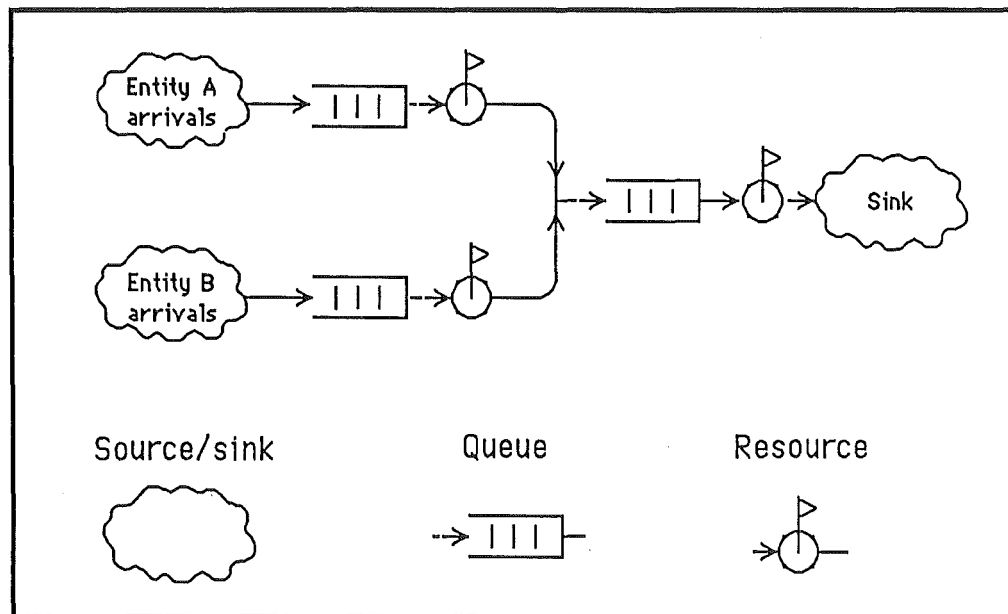 Entity A
arrivals
Sink
Entity B
arrivals
Source/sink
Queue
Resource